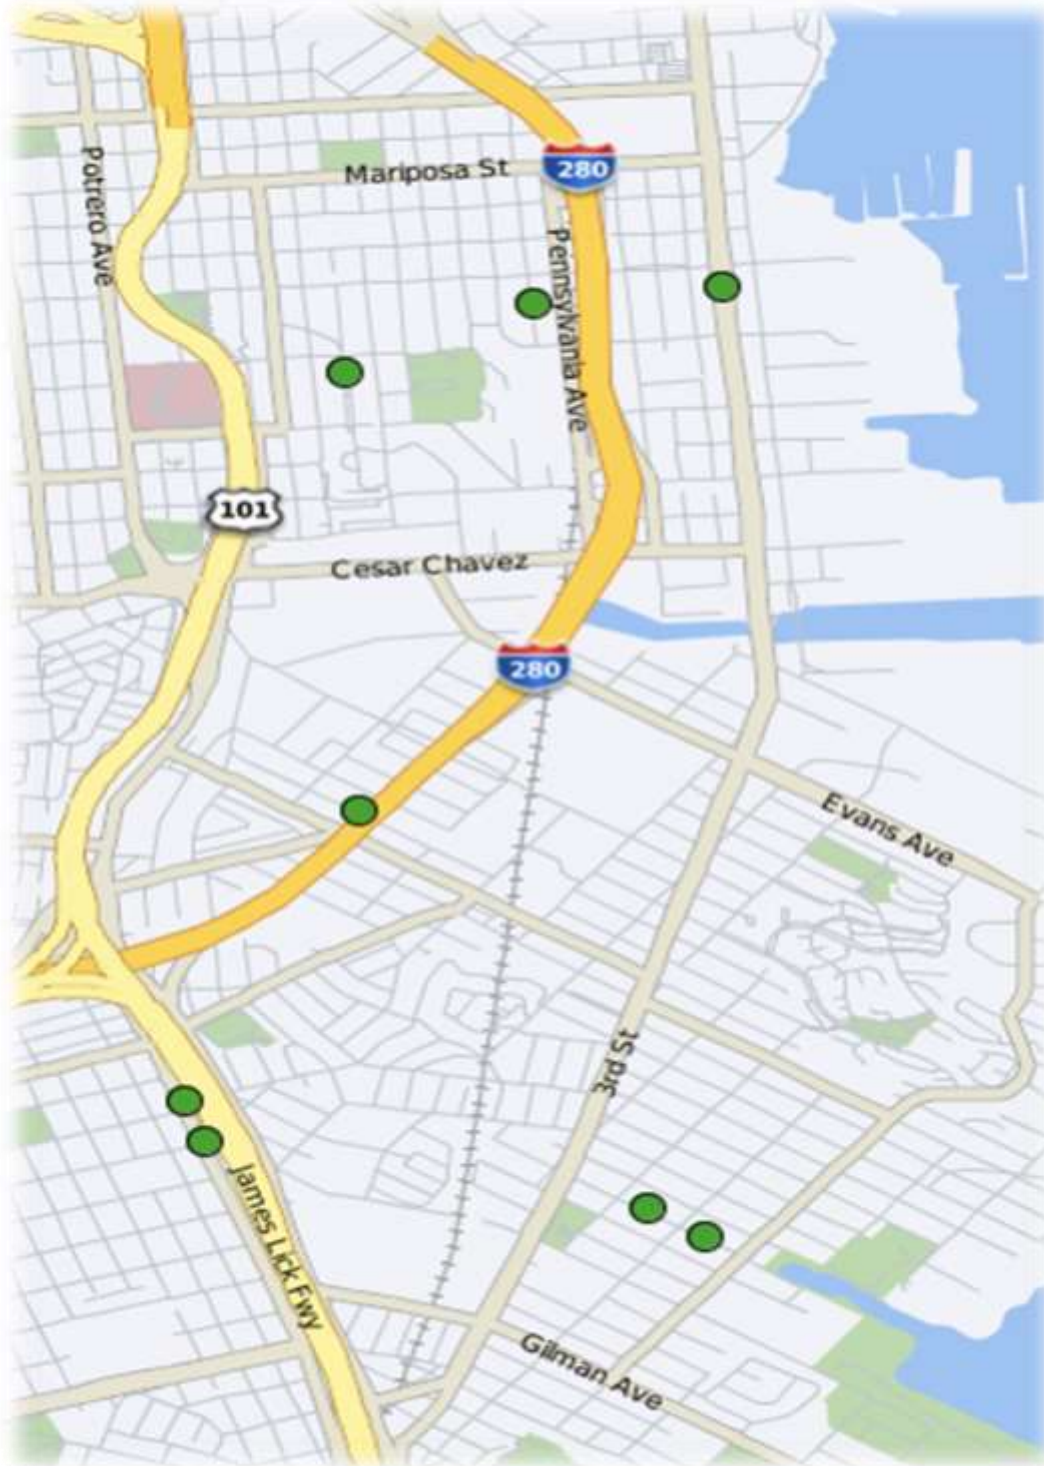 280
Mariposa St
Potrero Ave
Pennsylvania Ave
101
Cesar Chavez
280
Evans Ave
3rd St
James Lick Fwy
Gilman Ave